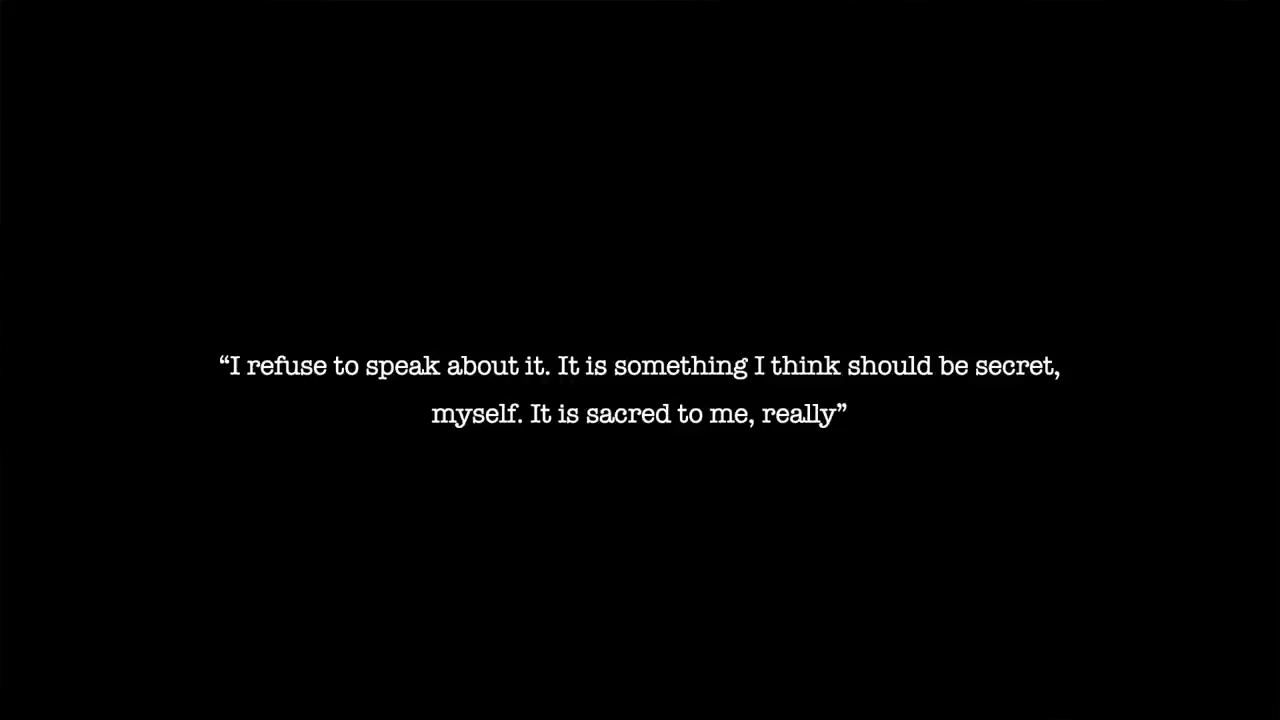 “I refuse to speak about it. It is something I think should be secret,
myself. It is sacred to me, really”